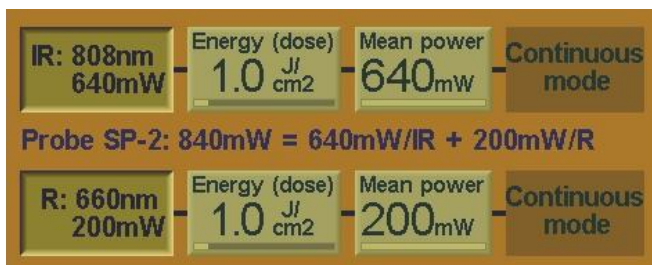 IR: 808nm
640mW
Energy (dose)
1.0 J/cm2
Mean power
640mW
Continuous
mode
Probe SP-2: 840mW = 640mW/IR + 200mW/R
R: 660nm
200mW
Energy (dose)
1.0 J/cm2
Mean power
200mW
Continuous
mode